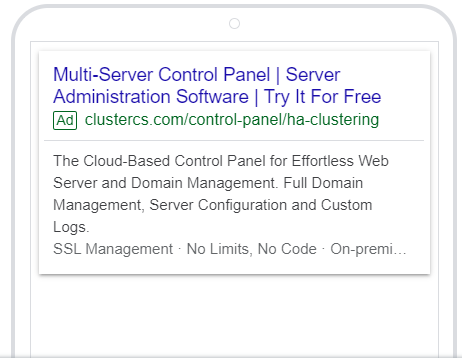 Multi-Server Control Panel | Server
Administration Software | Try It For Free
Ad clustercs.com/control-panel/ha-clustering
The Cloud-Based Control Panel for Effortless Web
Server and Domain Management. Full Domain
Management, Server Configuration and Custom
Logs.
SSL Management · No Limits, No Code · On-premi...